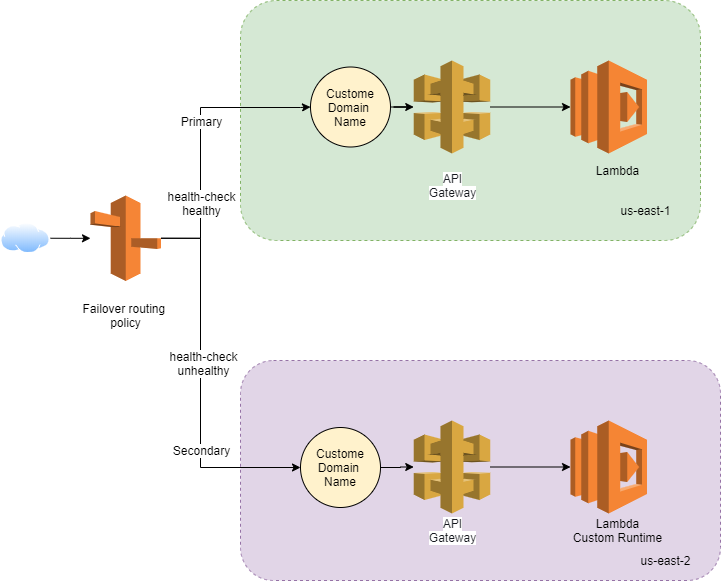 Custome
Domain
Name
Primary
API
Gateway
Lambda
health-check
healthy
us-east-1
Failover routing
policy
health-check
unhealthy
Secondary
Custome
Domain
Name
API
Gateway
Lambda
Custom Runtime
us-east-2